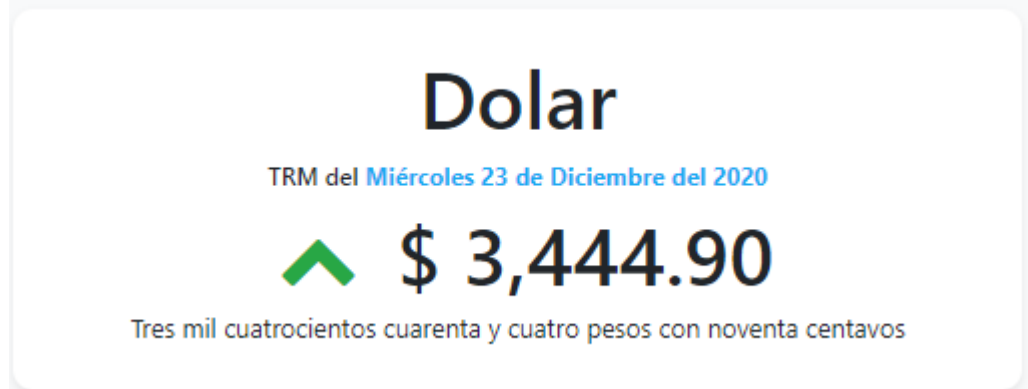 Dolar
TRM del Miércoles 23 de Diciembre del 2020
$ 3,444.90
Tres mil cuatrocientos cuarenta y cuatro pesos con noventa centavos